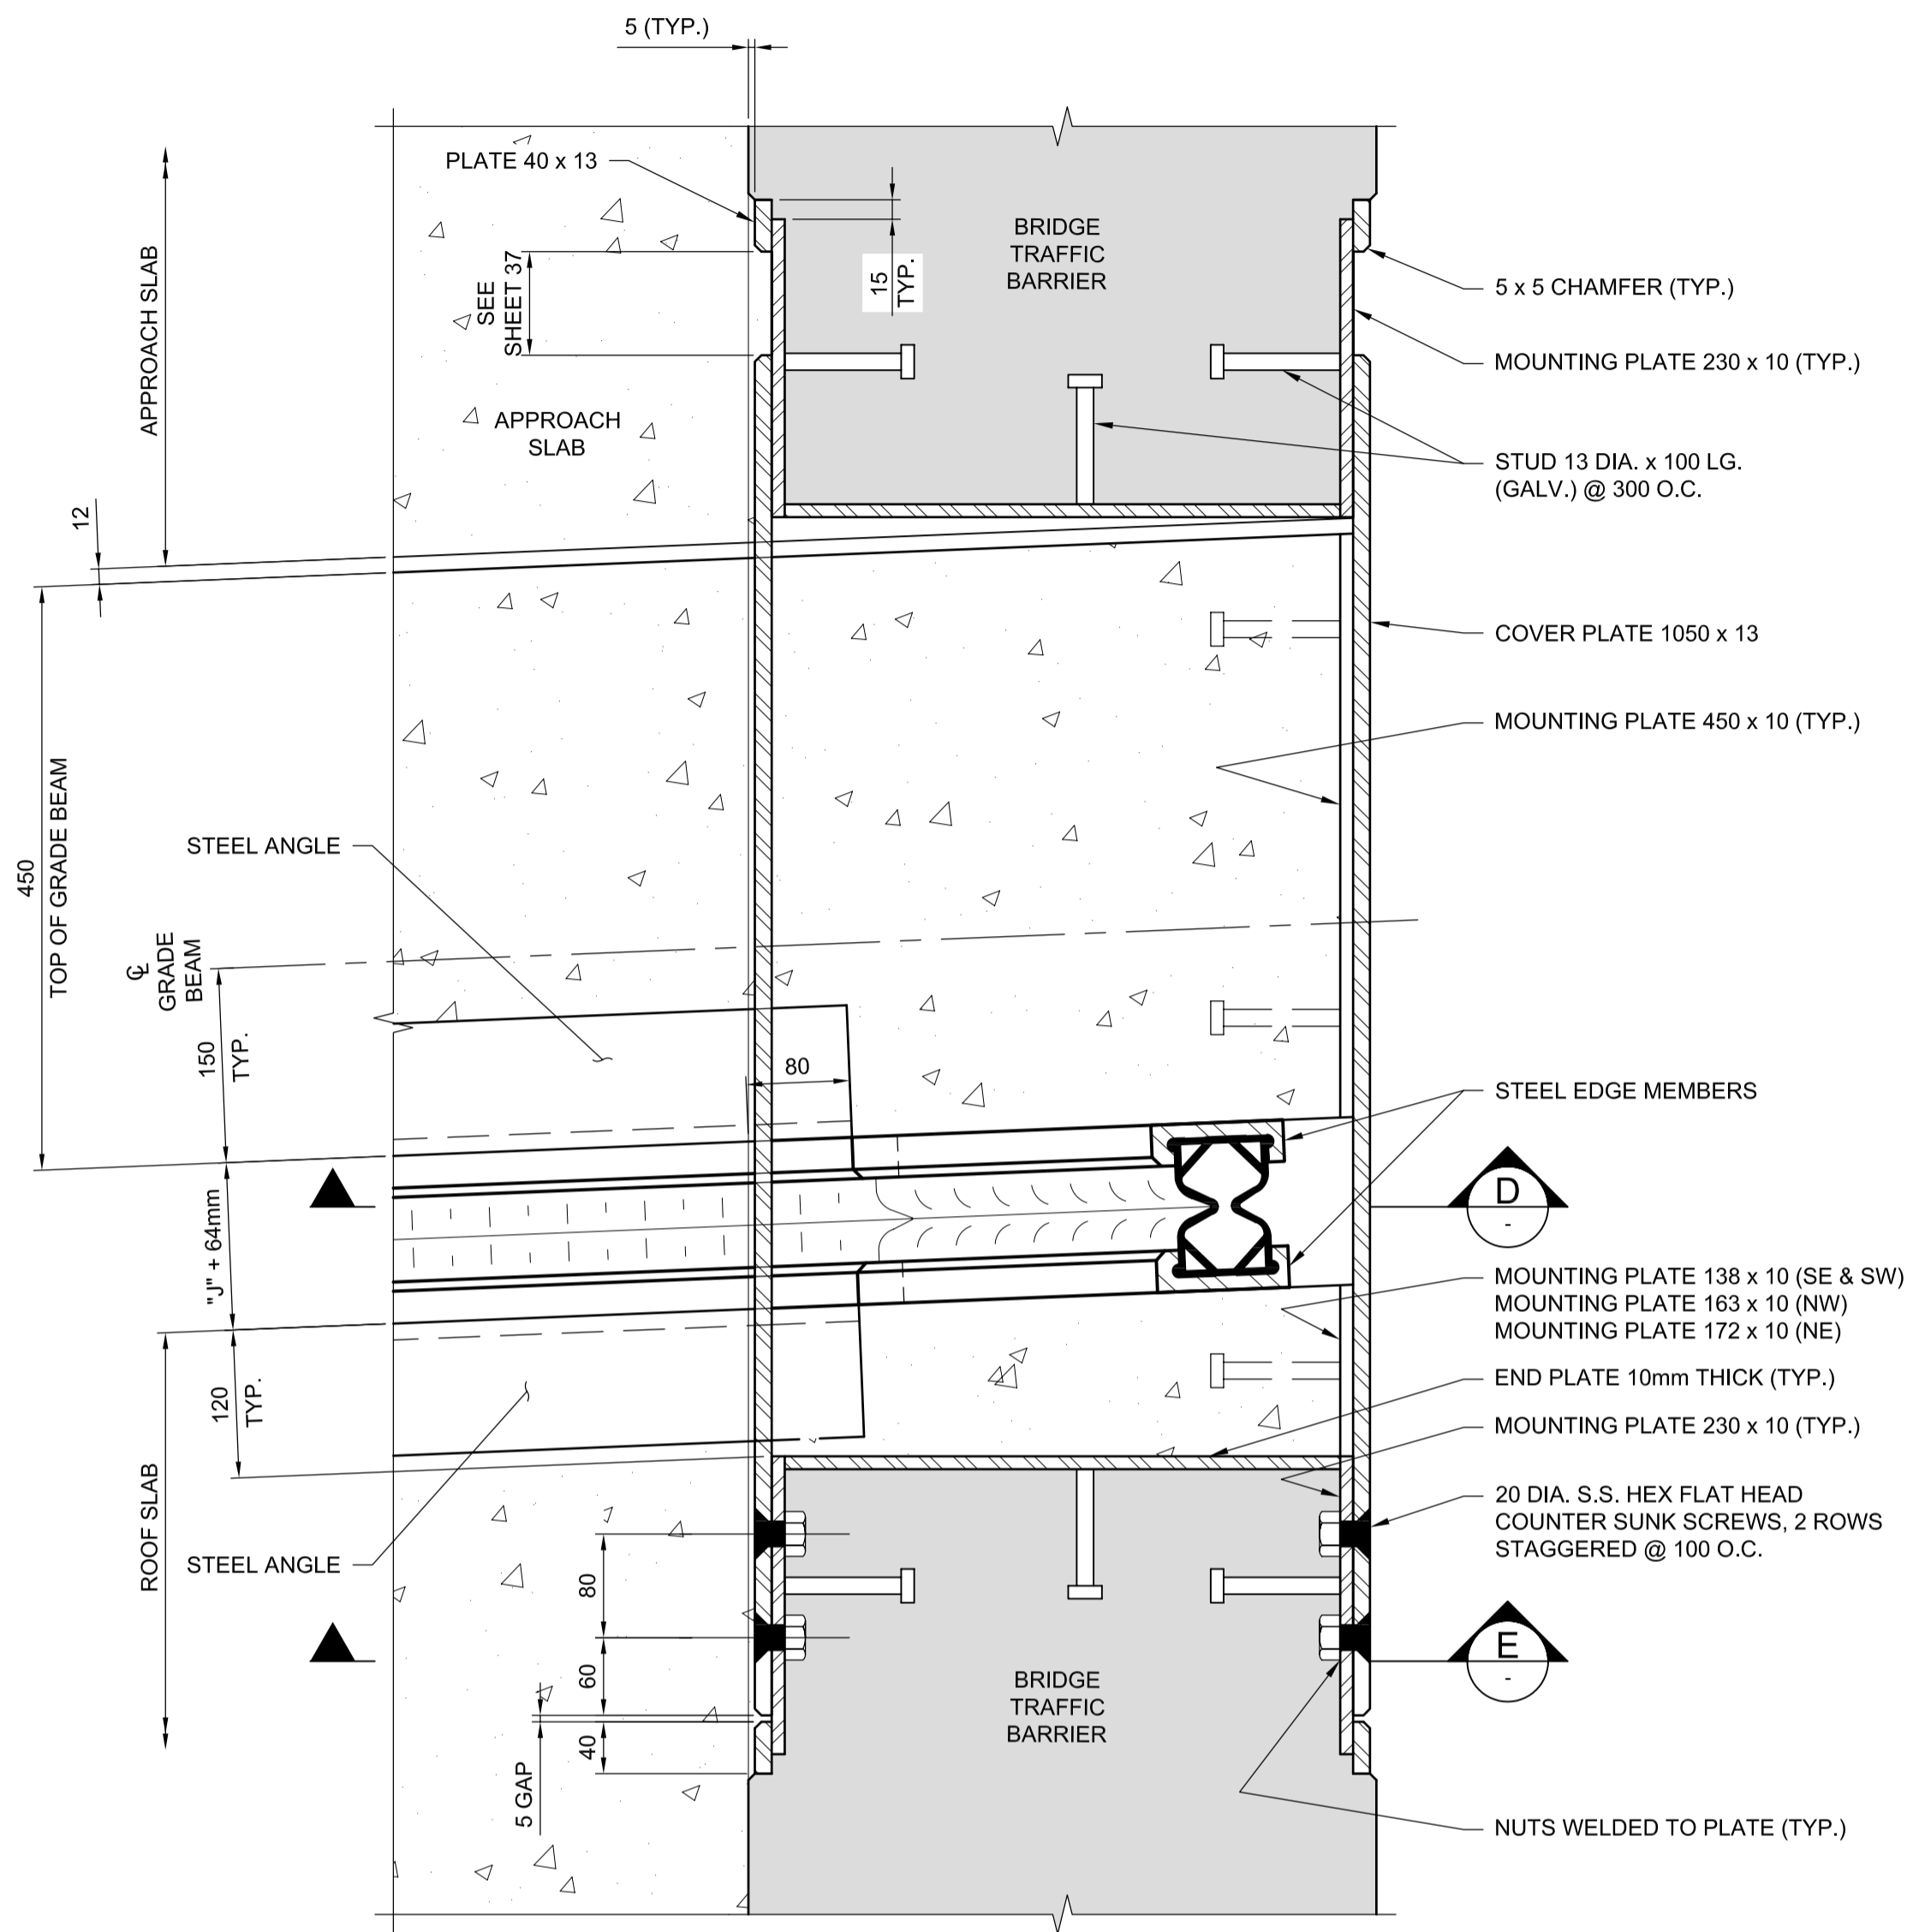 5 (TYP.)
PLATE 40 x 13
APPROACH SLAB
SEE
SHEET 37
15
TYP.
BRIDGE
TRAFFIC
BARRIER
5 x 5 CHAMFER (TYP.)
MOUNTING PLATE 230 x 10 (TYP.)
APPROACH
SLAB
STUD 13 DIA. x 100 LG.
(GALV.) @ 300 O.C.
12
COVER PLATE 1050 x 13
MOUNTING PLATE 450 x 10 (TYP.)
450
TOP OF GRADE BEAM
STEEL ANGLE
℄
GRADE
BEAM
150
TYP.
80
STEEL EDGE MEMBERS
D
-
"J" + 64mm
MOUNTING PLATE 138 x 10 (SE & SW)
MOUNTING PLATE 163 x 10 (NW)
MOUNTING PLATE 172 x 10 (NE)
120
TYP.
END PLATE 10mm THICK (TYP.)
MOUNTING PLATE 230 x 10 (TYP.)
ROOF SLAB
20 DIA. S.S. HEX FLAT HEAD
COUNTER SUNK SCREWS, 2 ROWS
STAGGERED @ 100 O.C.
STEEL ANGLE
80
60
E
-
BRIDGE
TRAFFIC
BARRIER
40
5 GAP
NUTS WELDED TO PLATE (TYP.)